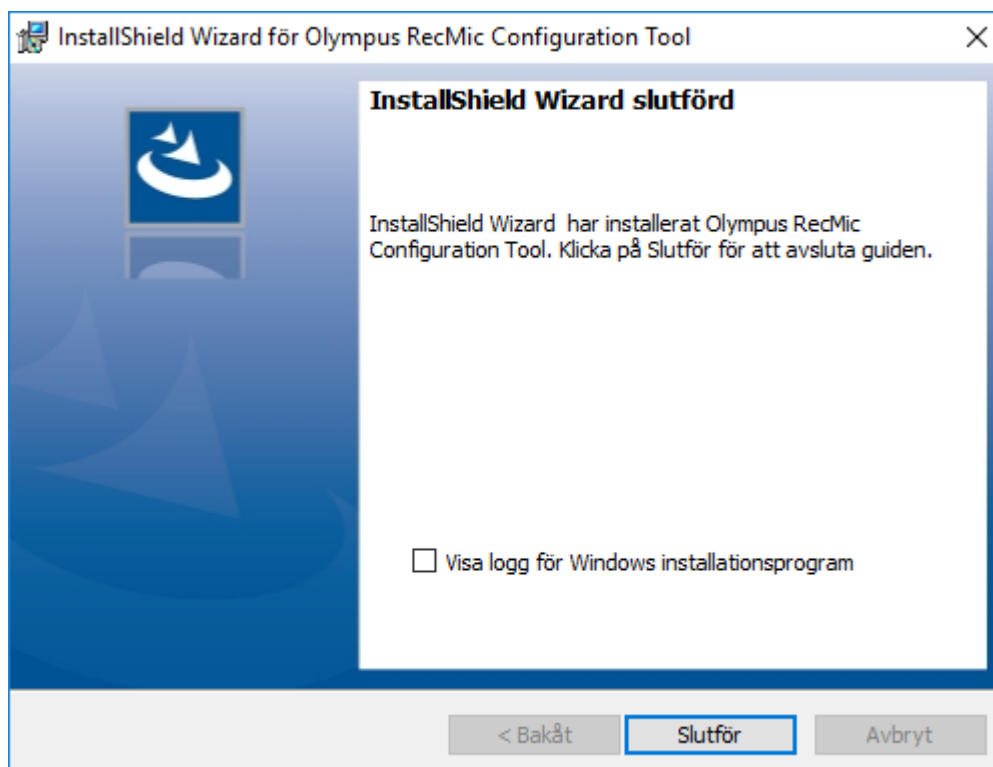 InstallShield Wizard för Olympus RecMic Configuration Tool
InstallShield Wizard slutförd
InstallShield Wizard  har installerat Olympus RecMic
Configuration Tool. Klicka på Slutför för att avsluta guiden.
Visa logg för Windows installationsprogram
< Bakåt
Slutför
Avbryt